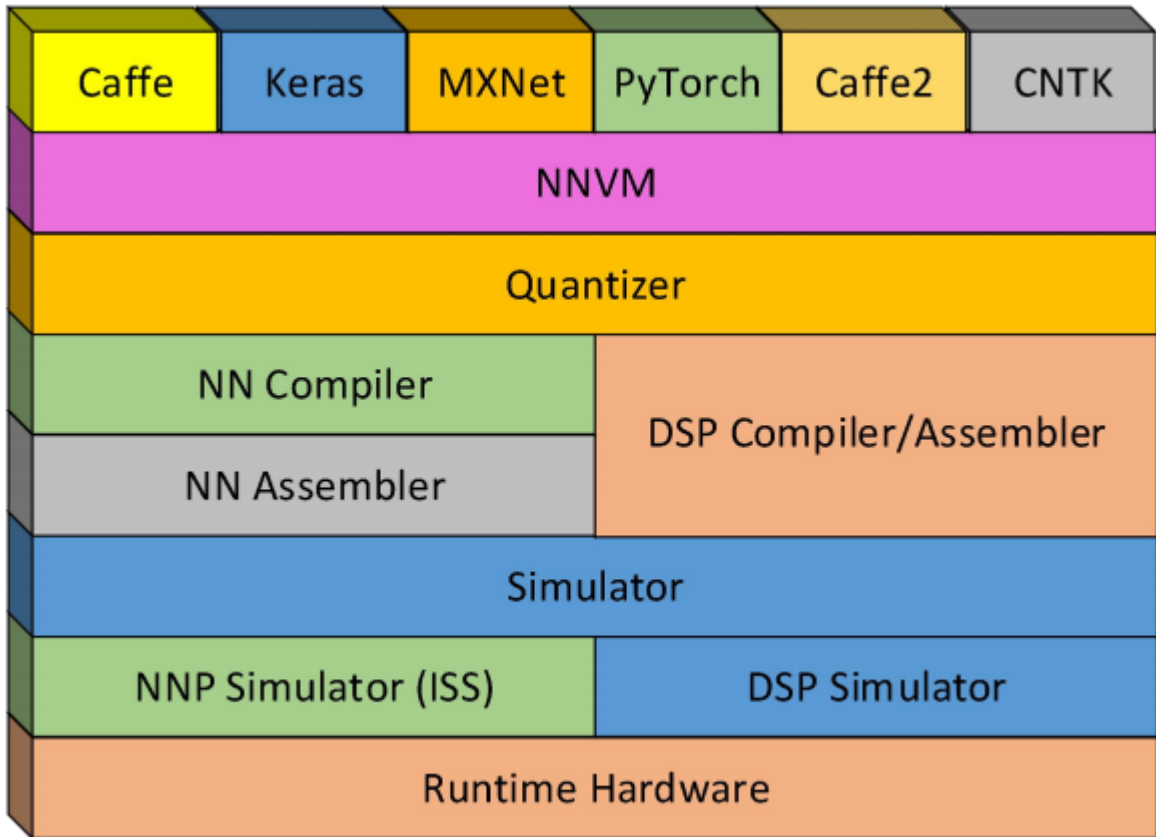 Caffe
Keras
MXNet
PyTorch
Caffe2
CNTK
NNVM
Quantizer
NN Compiler
DSP Compiler/Assembler
NN Assembler
Simulator
NNP Simulator (ISS)
DSP Simulator
Runtime Hardware